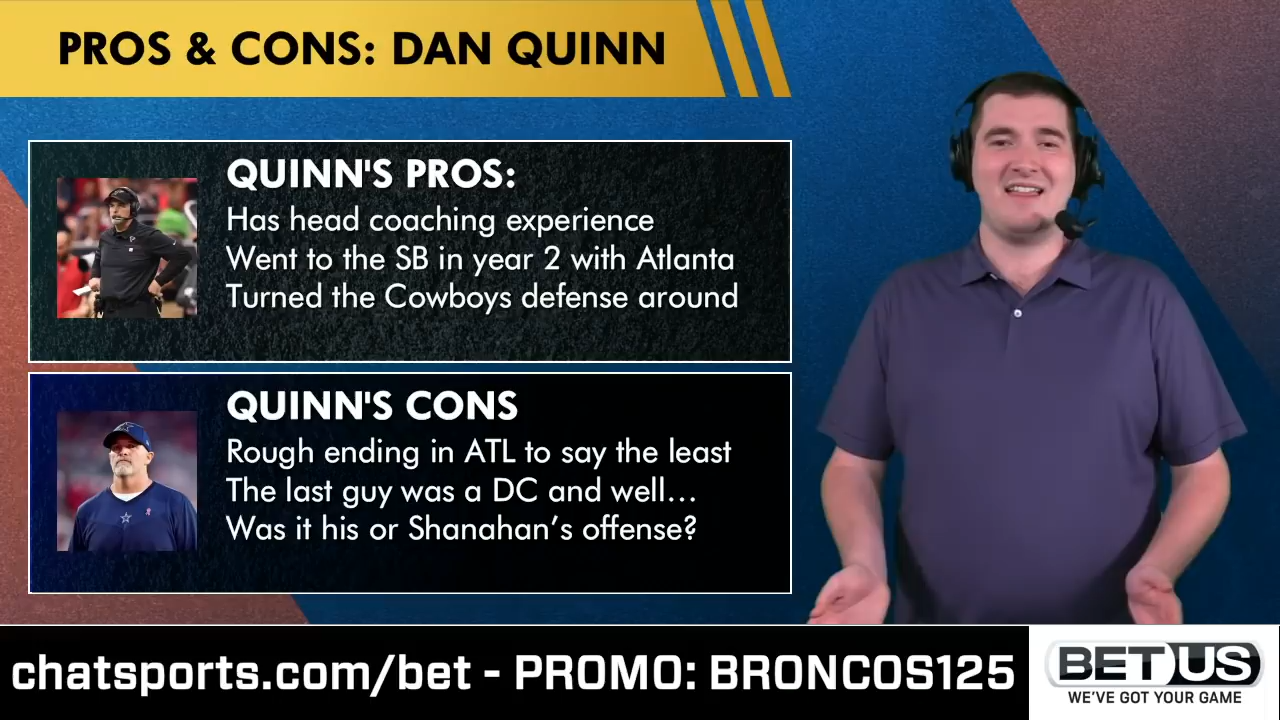 PROS & CONS: DAN QUINN
QUINN'S PROS:
Has head coaching experience
Went to the SB in year 2 with Atlanta
Turned the Cowboys defense around
QUINN'S CONS
Rough ending in ATL to say the least
The last guy was a DC and well...
Was it his or Shanahan’s offense?
chatsports.com/bet - PROMO: BRONCOS125
BETUS
WE'VE GOT YOUR GAME